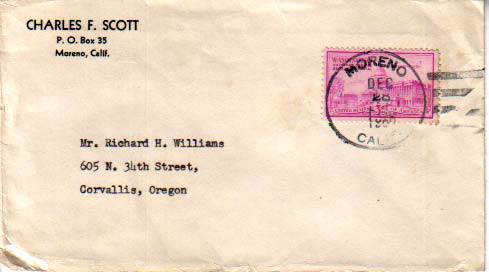 CHARLES F. SCOTT
P. O. Box 35
Moreno, Calif.
MORENO
DEC
CALIF
Mr. Richard H. Williams
605 N. 34th Street,
Corvallis, Oregon